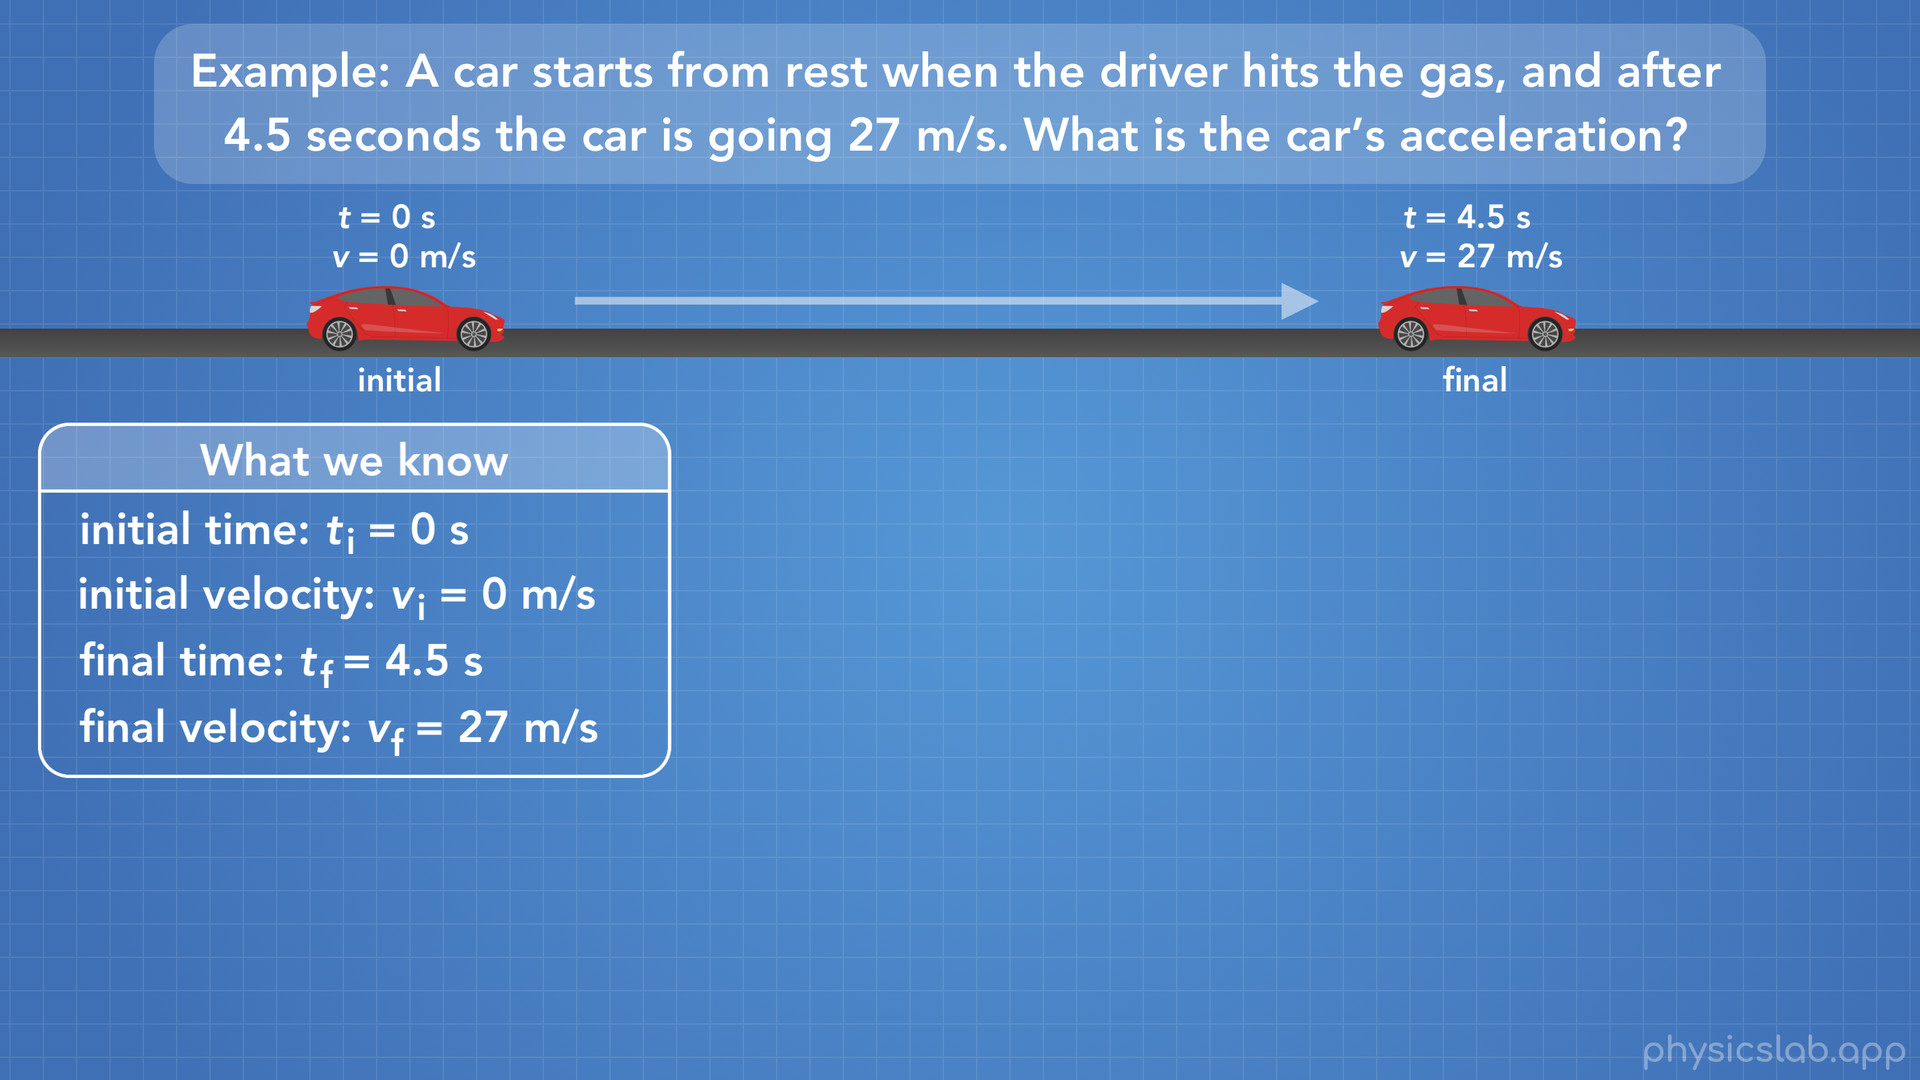 Example: A car starts from rest when the driver hits the gas, and after
4.5 seconds the car is going 27 m/s. What is the car’s acceleration?
t = 0 s
v = 0 m/s
t = 4.5 s
v = 27 m/s
initial
final
What we know
initial time: ti = 0 s
initial velocity: vi = 0 m/s
final time: tf = 4.5 s
final velocity: vf = 27 m/s
physicslab.app